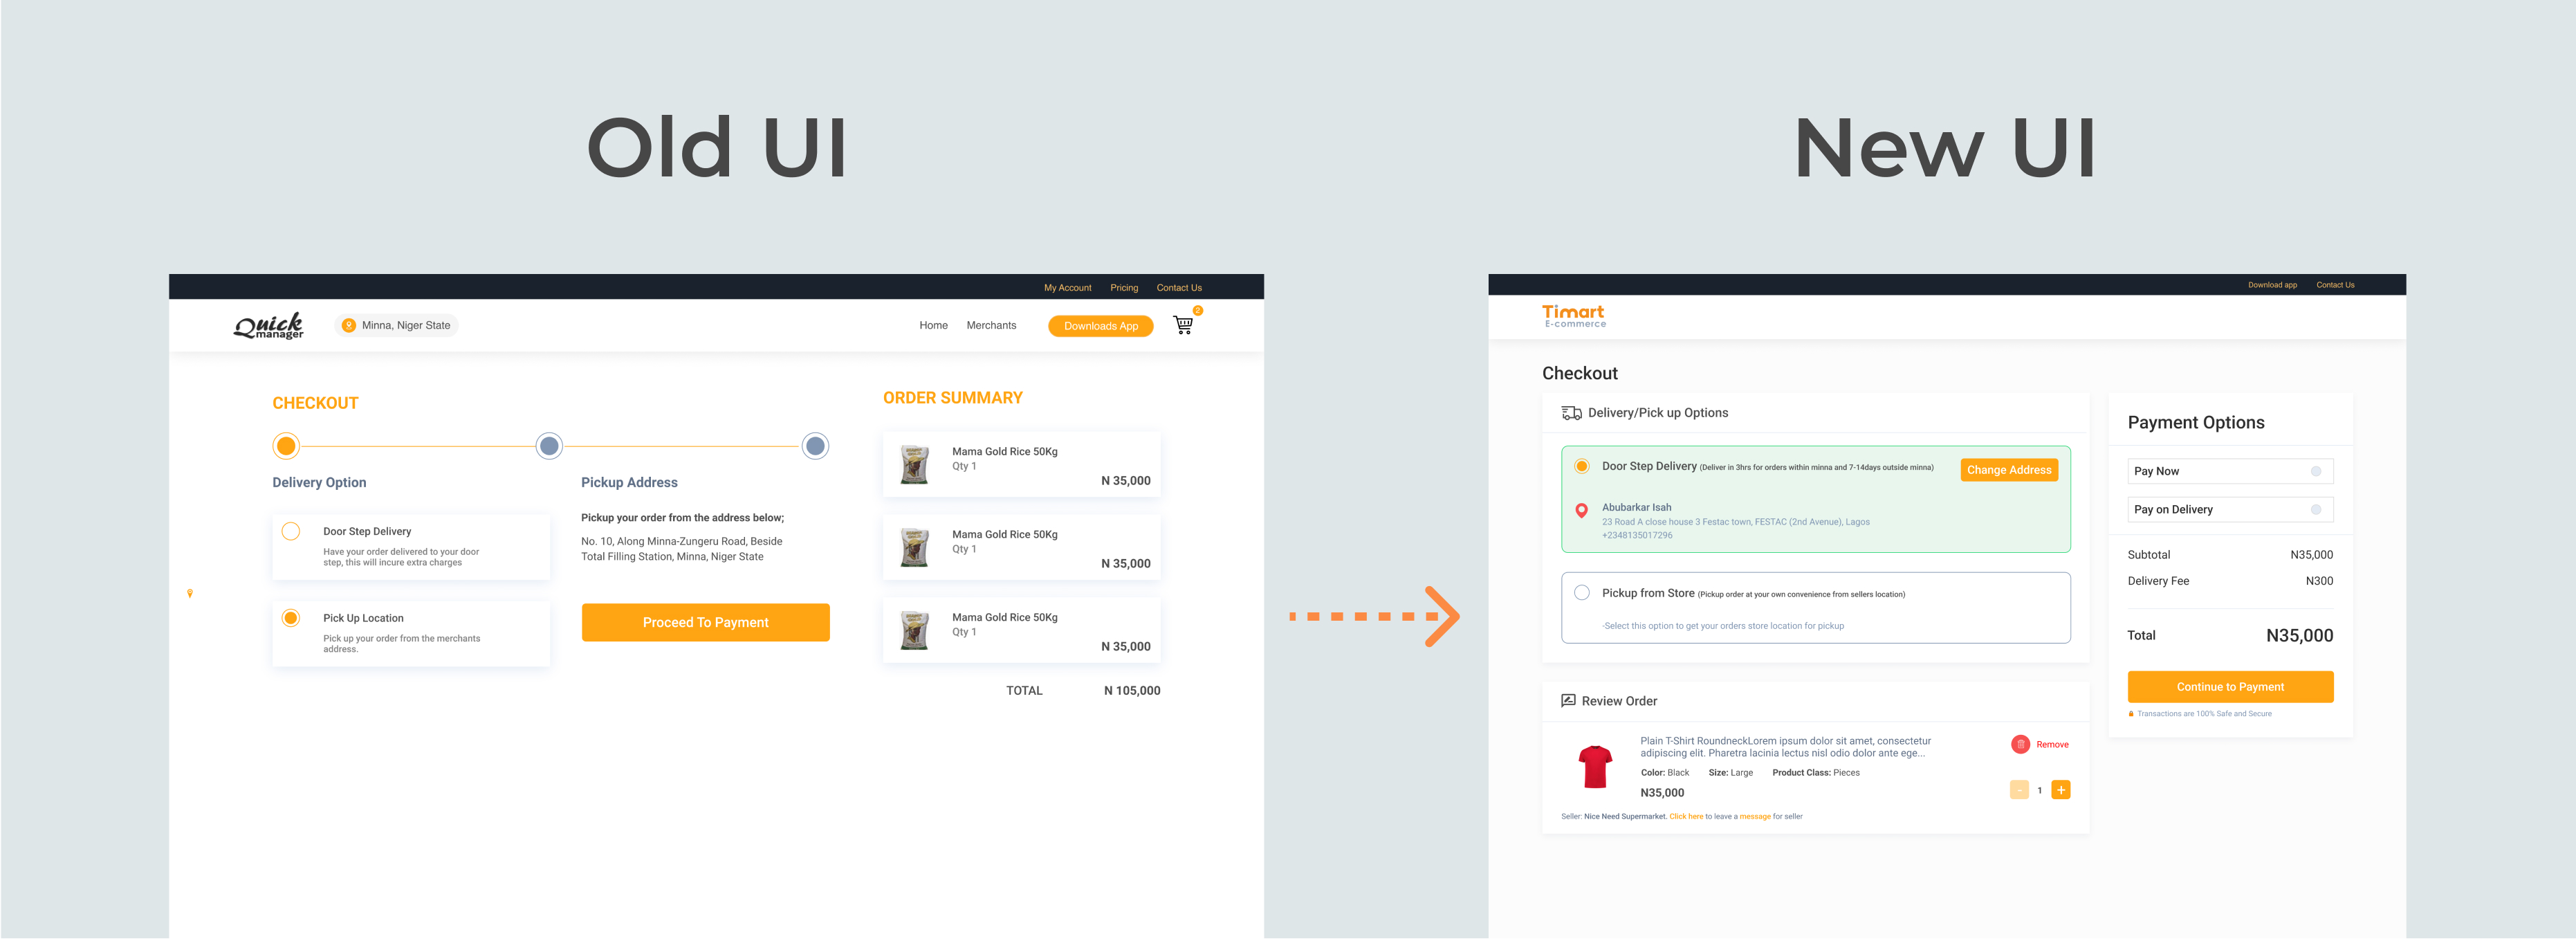 Old UI
New UI
My Account Pricing Contact Us
Quick manager
Minna, Niger State
Home Merchants Downloads App 2
CHECKOUT
Delivery Option
Door Step Delivery
Have your order delivered to your door
step, this will incure extra charges
Pick Up Location
Pick up your order from the merchants
address.
Pickup Address
Pickup your order from the address below;
No. 10, Along Minna-Zungeru Road, Beside
Total Filling Station, Minna, Niger State
Proceed To Payment
ORDER SUMMARY
Mama Gold Rice 50Kg
Qty 1
N 35,000
Mama Gold Rice 50Kg
Qty 1
N 35,000
Mama Gold Rice 50Kg
Qty 1
N 35,000
TOTAL N 105,000
Download app Contact Us
Timart
E-commerce
Checkout
Delivery/Pick up Options
Door Step Delivery (Deliver in 3hrs for orders within minna and 7-14days outside minna) Change Address
Abubarkar Isah
23 Road A close house 3 Festac town, FESTAC (2nd Avenue), Lagos
+2348135017296
Pickup from Store (Pickup order at your own convenience from sellers location)
-Select this option to get your orders store location for pickup
Review Order
Plain T-Shirt RoundneckLorem ipsum dolor sit amet, consectetur
adipiscing elit. Pharetra lacinia lectus nisl odio dolor ante ege...
Remove
Color: Black Size: Large Product Class: Pieces
N35,000
- 1 +
Seller: Nice Need Supermarket. Click here to leave a message for seller
Payment Options
Pay Now
Pay on Delivery
Subtotal N35,000
Delivery Fee N300
Total N35,000
Continue to Payment
Transactions are 100% Safe and Secure